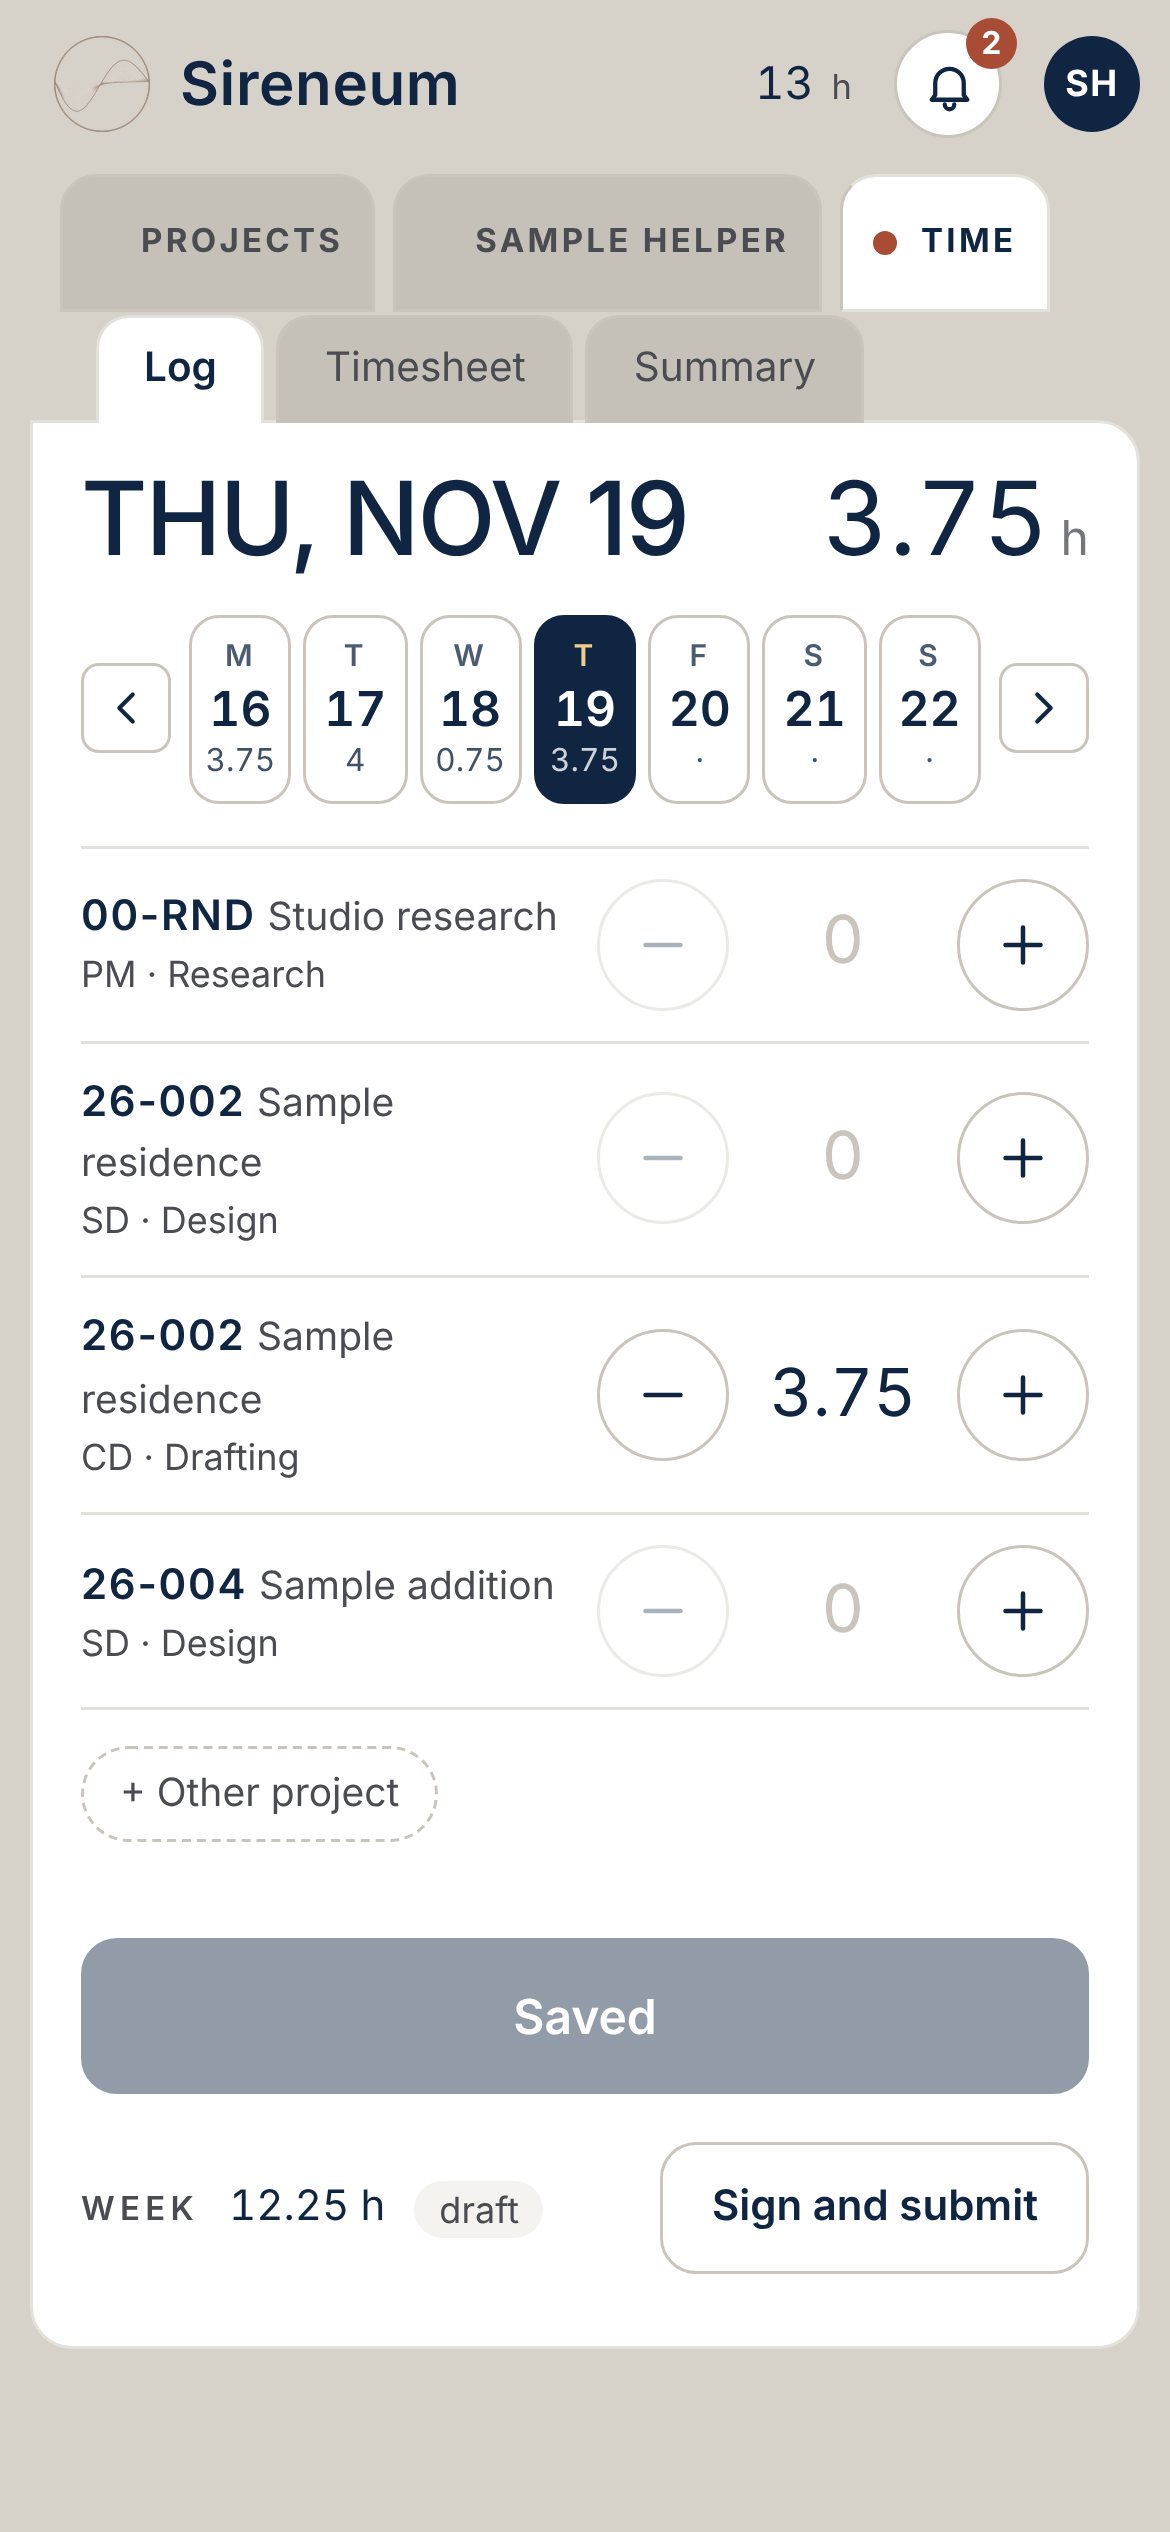 Sireneum
13 h
2
SH
PROJECTS
SAMPLE HELPER
TIME
Log
Timesheet
Summary
THU, NOV 19
3.75 h
M
16
3.75
T
17
4
W
18
0.75
T
19
3.75
F
20
·
S
21
·
S
22
·
00-RND Studio research
PM · Research
0
26-002 Sample
residence
SD · Design
0
26-002 Sample
residence
CD · Drafting
3.75
26-004 Sample addition
SD · Design
0
+ Other project
Saved
WEEK 12.25 h draft
Sign and submit